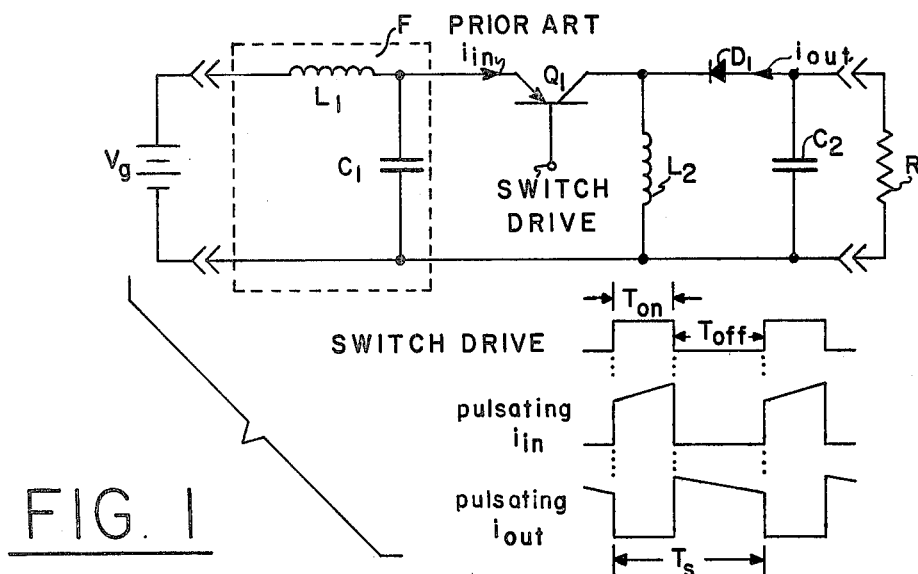 F
PRIOR ART
iin
Q1
D1
iout
L1
Vg
C1
L2
C2
R
SWITCH
DRIVE
Ton
SWITCH DRIVE
Toff
pulsating
iin
pulsating
iout
Ts
FIG. 1